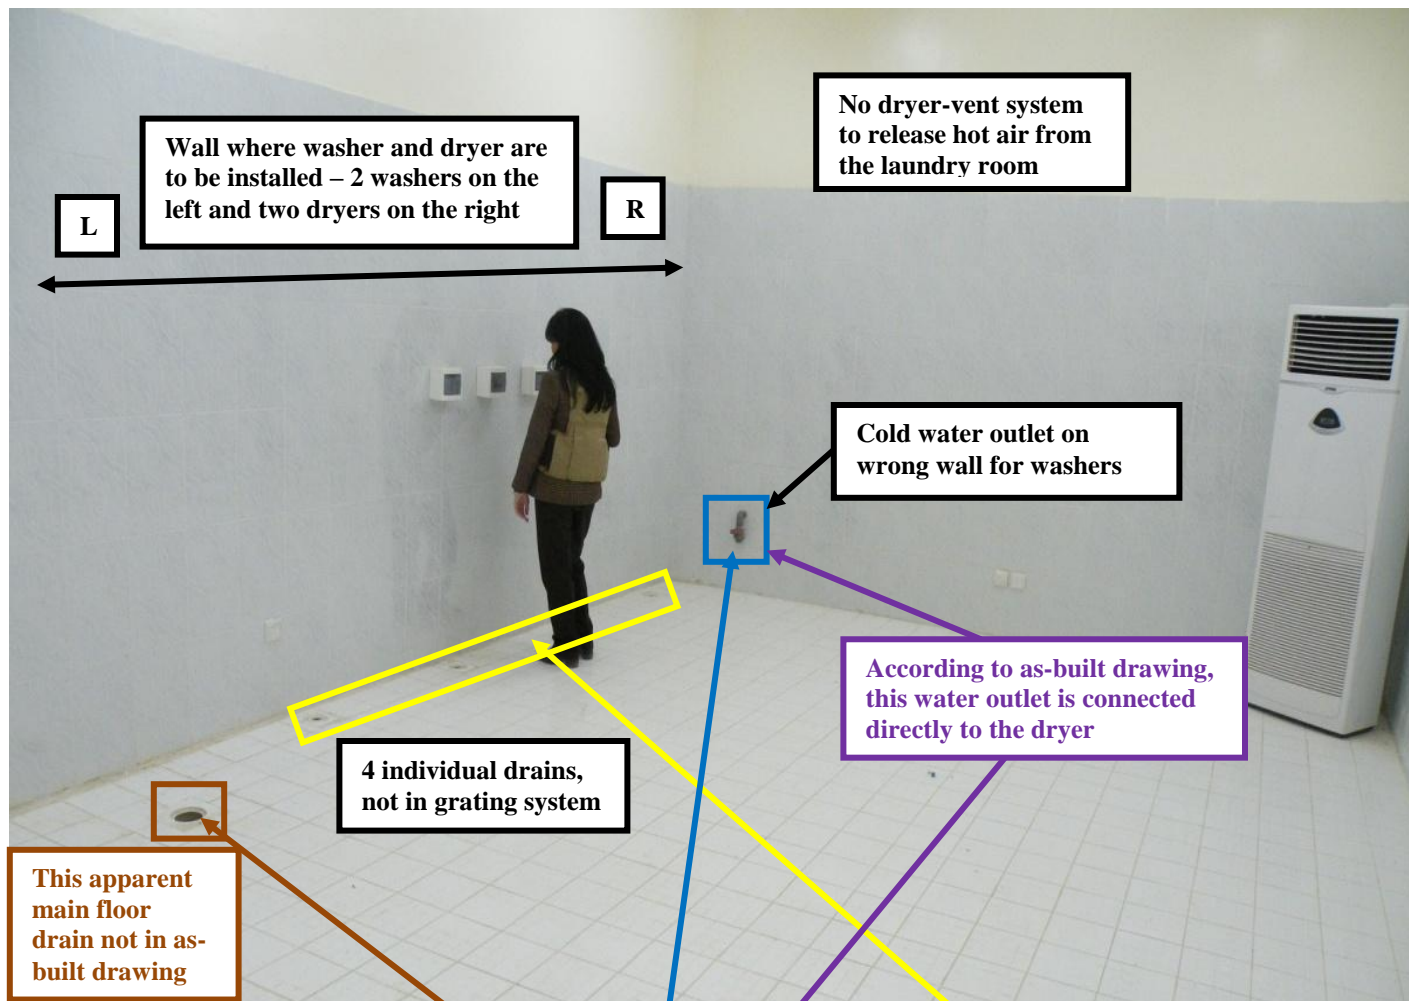 No dryer-vent system
to release hot air from
the laundry room
Wall where washer and dryer are
to be installed – 2 washers on the
left and two dryers on the right
L
R
Cold water outlet on
wrong wall for washers
According to as-built drawing,
this water outlet is connected
directly to the dryer
4 individual drains,
not in grating system
This apparent
main floor
drain not in as-
built drawing